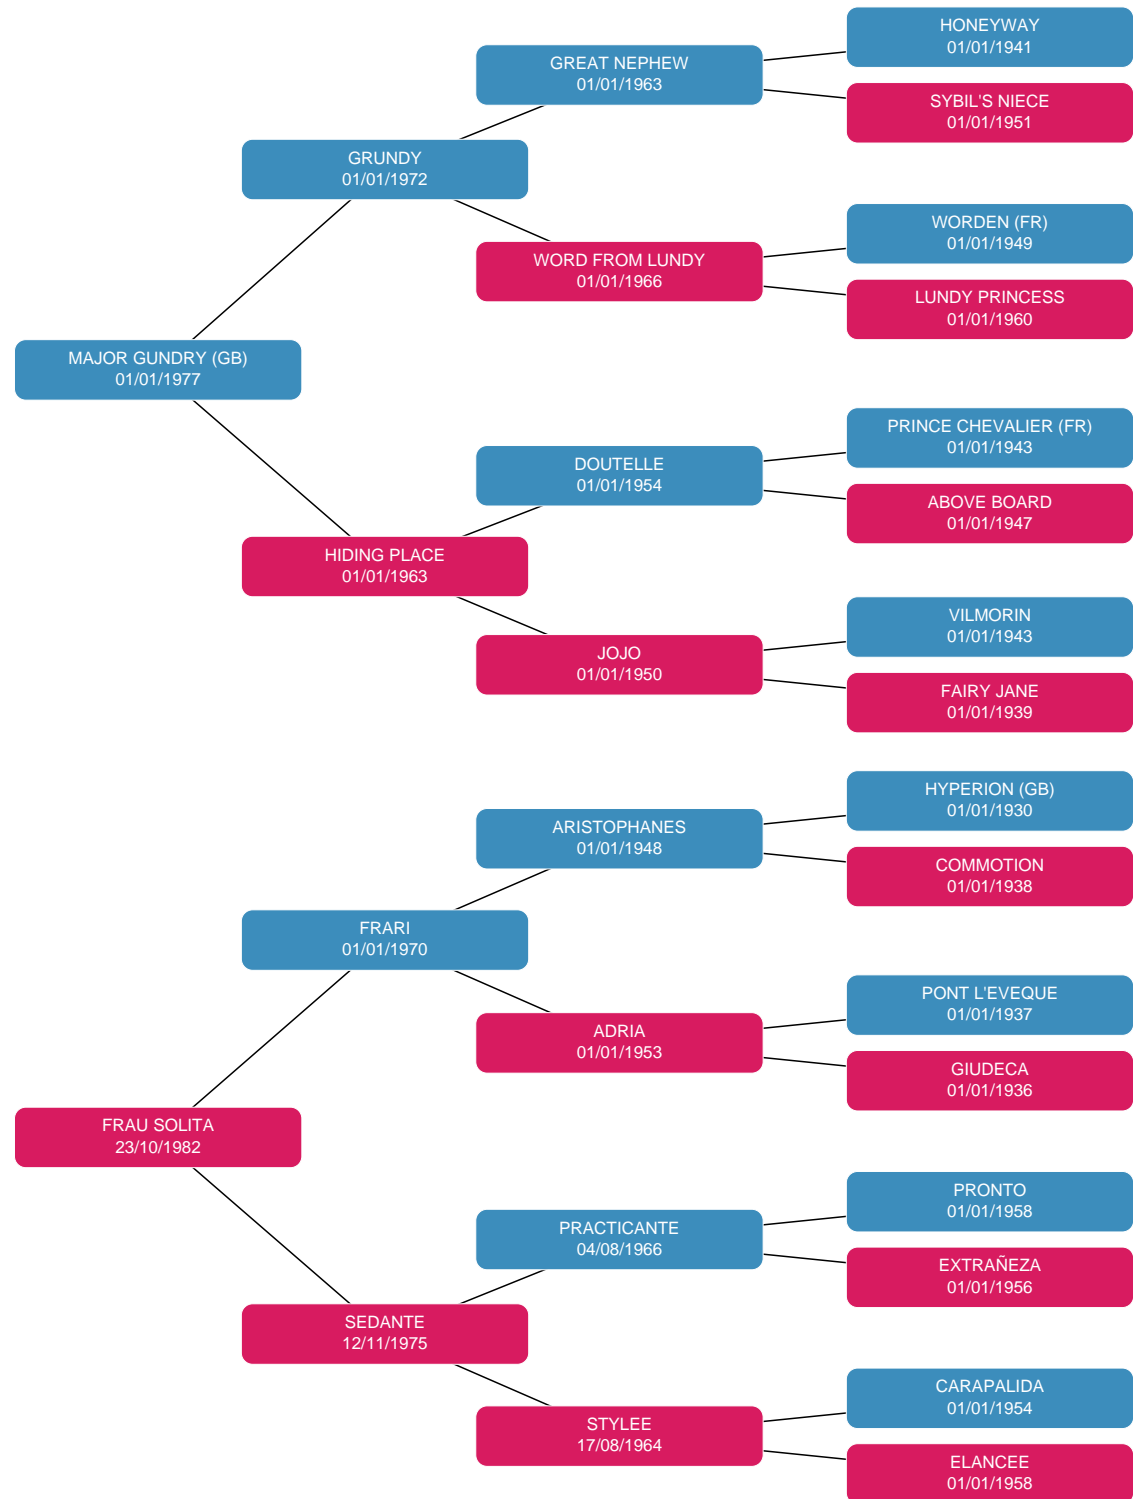 HONEYWAY
01/01/1941
GREAT NEPHEW
01/01/1963
SYBIL'S NIECE
01/01/1951
GRUNDY
01/01/1972
WORDEN (FR)
01/01/1949
WORD FROM LUNDY
01/01/1966
LUNDY PRINCESS
01/01/1960
MAJOR GUNDRY (GB)
01/01/1977
PRINCE CHEVALIER (FR)
01/01/1943
DOUTELLE
01/01/1954
ABOVE BOARD
01/01/1947
HIDING PLACE
01/01/1963
VILMORIN
01/01/1943
JOJO
01/01/1950
FAIRY JANE
01/01/1939
HYPERION (GB)
01/01/1930
ARISTOPHANES
01/01/1948
COMMOTION
01/01/1938
FRARI
01/01/1970
PONT L'EVEQUE
01/01/1937
ADRIA
01/01/1953
GIUDECA
01/01/1936
FRAU SOLITA
23/10/1982
PRONTO
01/01/1958
PRACTICANTE
04/08/1966
EXTRAÑEZA
01/01/1956
SEDANTE
12/11/1975
CARAPALIDA
01/01/1954
STYLEE
17/08/1964
ELANCEE
01/01/1958